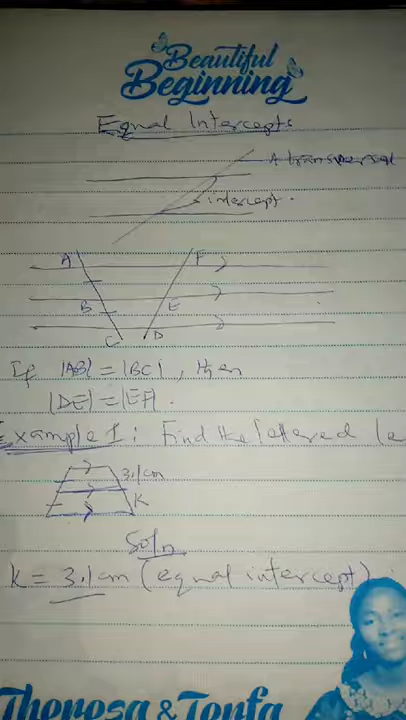 Beautiful
Beginning
Equal Intercepts
A transversal
intercept.
A F
B E
C D
If |AB| = |BC|, then
|DE| = |EF|.
Example 1: Find the lettered le
3.1cm
K
Soln
K = 3.1cm (equal intercept)
Theresa & Tonfa